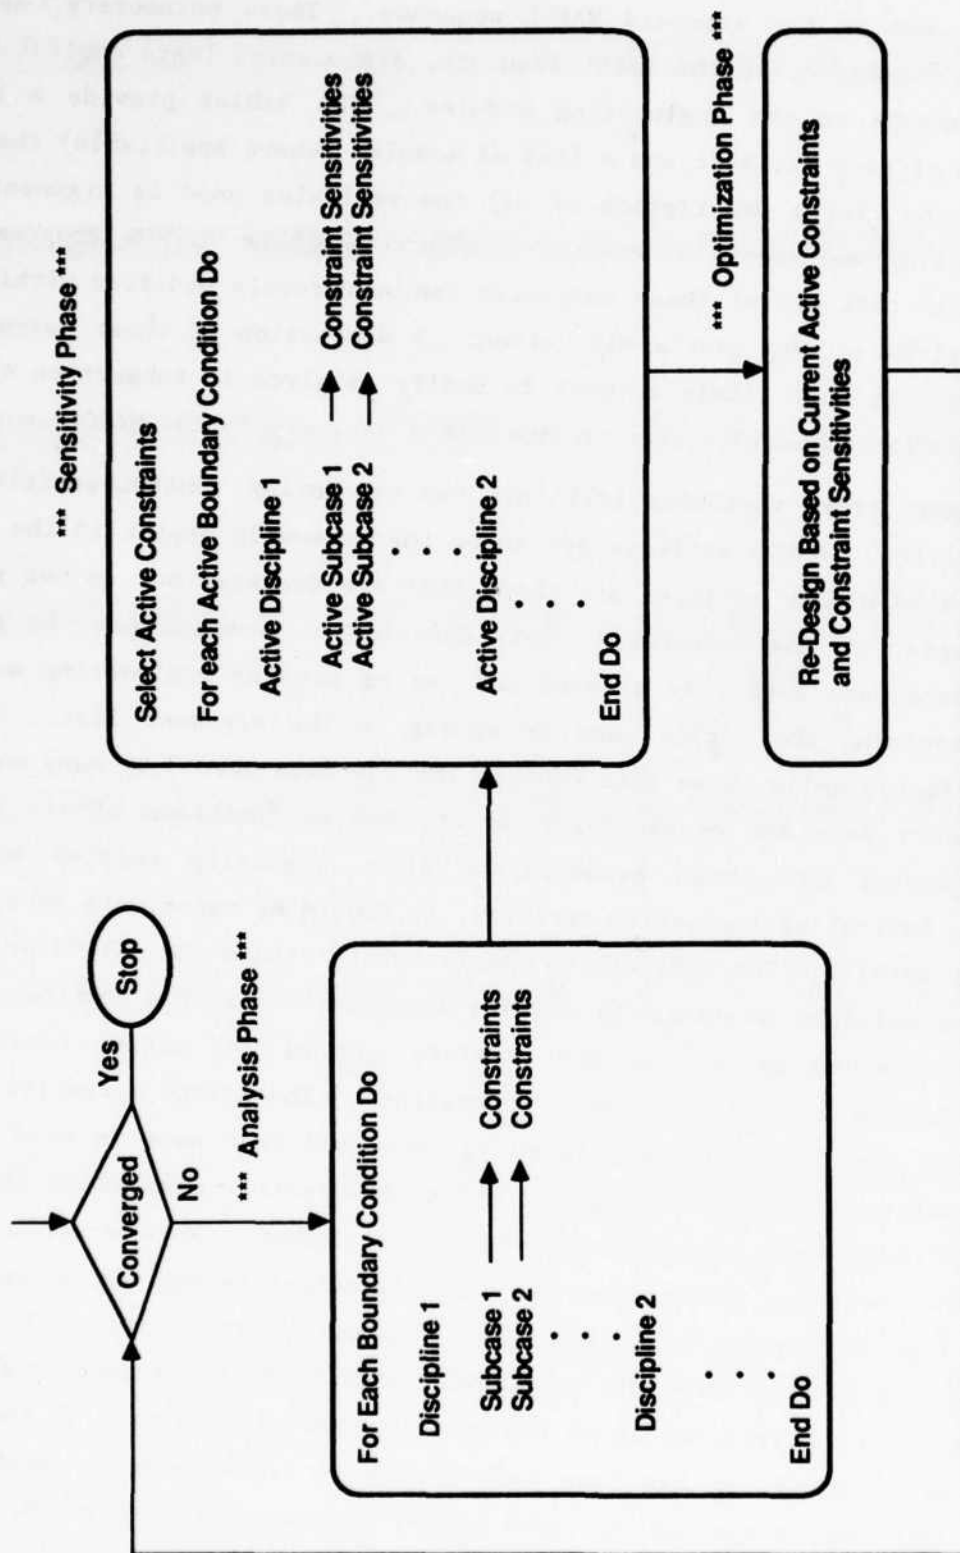 Converged
Yes
Stop
No
*** Analysis Phase ***
For Each Boundary Condition Do
Discipline 1
Subcase 1 Constraints
Subcase 2 Constraints
. . .
Discipline 2
. . .
End Do
*** Sensitivity Phase ***
Select Active Constraints
For each Active Boundary Condition Do
Active Discipline 1
Active Subcase 1 Constraint Sensitivities
Active Subcase 2 Constraint Sensitivities
. . .
Active Discipline 2
. . .
End Do
*** Optimization Phase ***
Re-Design Based on Current Active Constraints
and Constraint Sensitivities